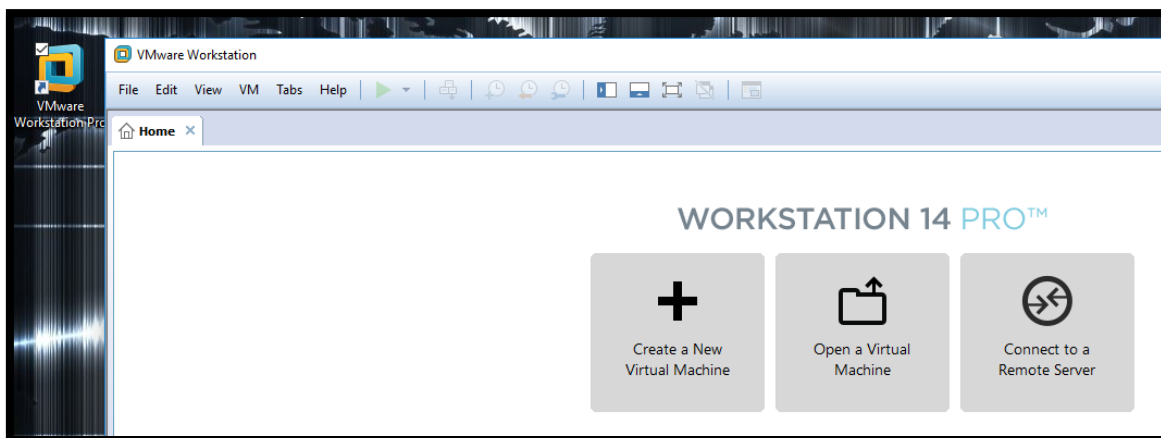 VMware
Workstation Pro
VMware Workstation
File Edit View VM Tabs Help
Home
WORKSTATION 14 PRO™
Create a New
Virtual Machine
Open a Virtual
Machine
Connect to a
Remote Server